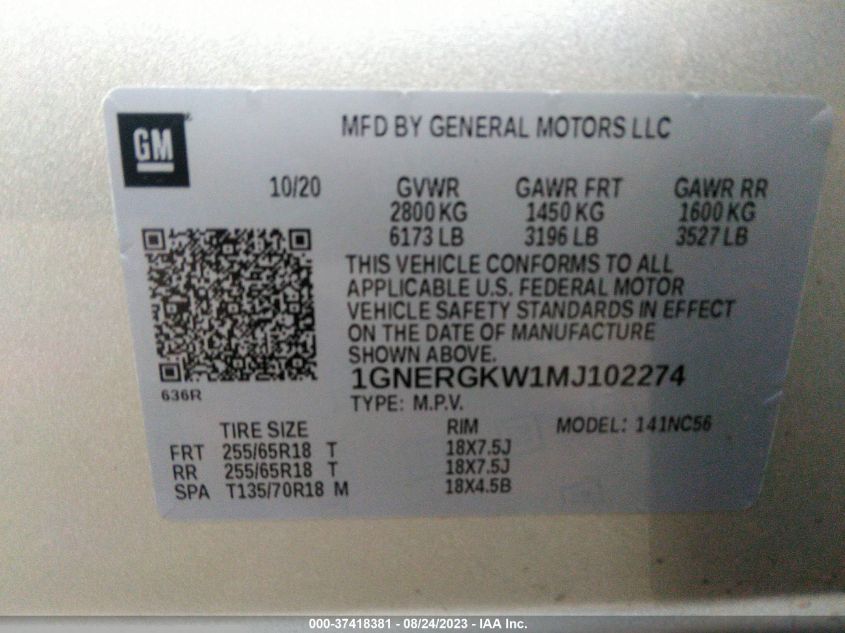 GM
MFD BY GENERAL MOTORS LLC
10/20 GVWR GAWR FRT GAWR RR
2800 KG 1450 KG 1600 KG
6173 LB 3196 LB 3527 LB
THIS VEHICLE CONFORMS TO ALL
APPLICABLE U.S. FEDERAL MOTOR
VEHICLE SAFETY STANDARDS IN EFFECT
ON THE DATE OF MANUFACTURE
SHOWN ABOVE.
1GNERGKW1MJ102274
636R
TYPE: M.P.V.
TIRE SIZE RIM MODEL: 141NC56
FRT 255/65R18 T 18X7.5J
RR 255/65R18 T 18X7.5J
SPA T135/70R18 M 18X4.5B
000-37418381 - 08/24/2023 - IAA Inc.